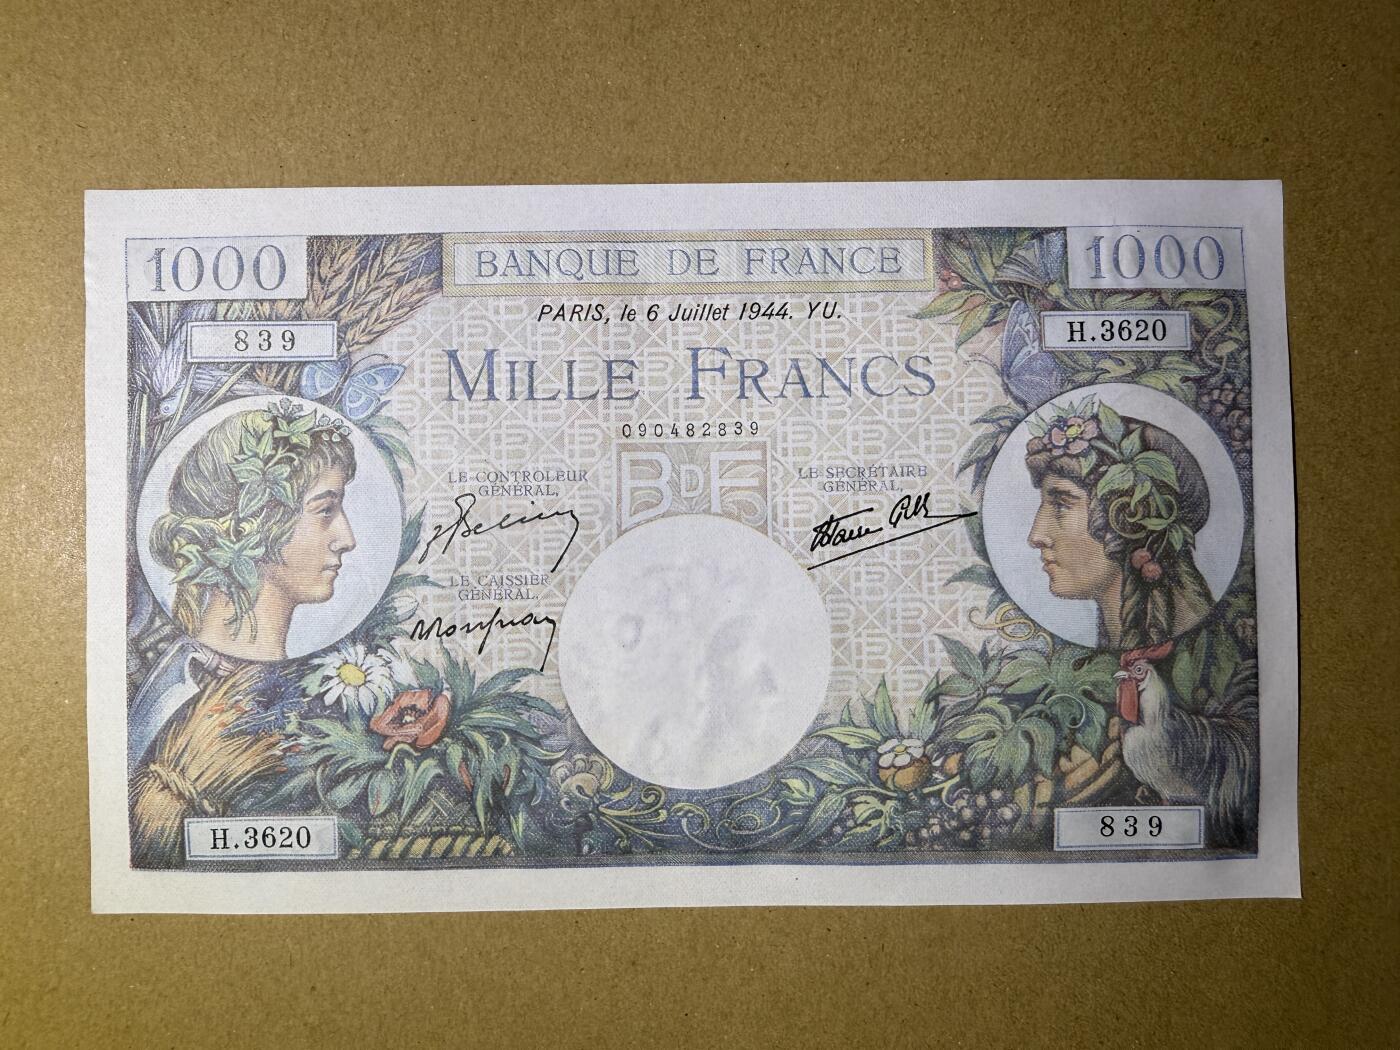 1000
BANQUE DE FRANCE
1000
PARIS, le 6 Juillet 1944. YU.
839
H.3620
MILLE FRANCS
090482839
BDF
LE CONTROLEUR
GÉNÉRAL,
LE SECRÉTAIRE
GÉNÉRAL,
LE CAISSIER
GÉNÉRAL,
H.3620
839